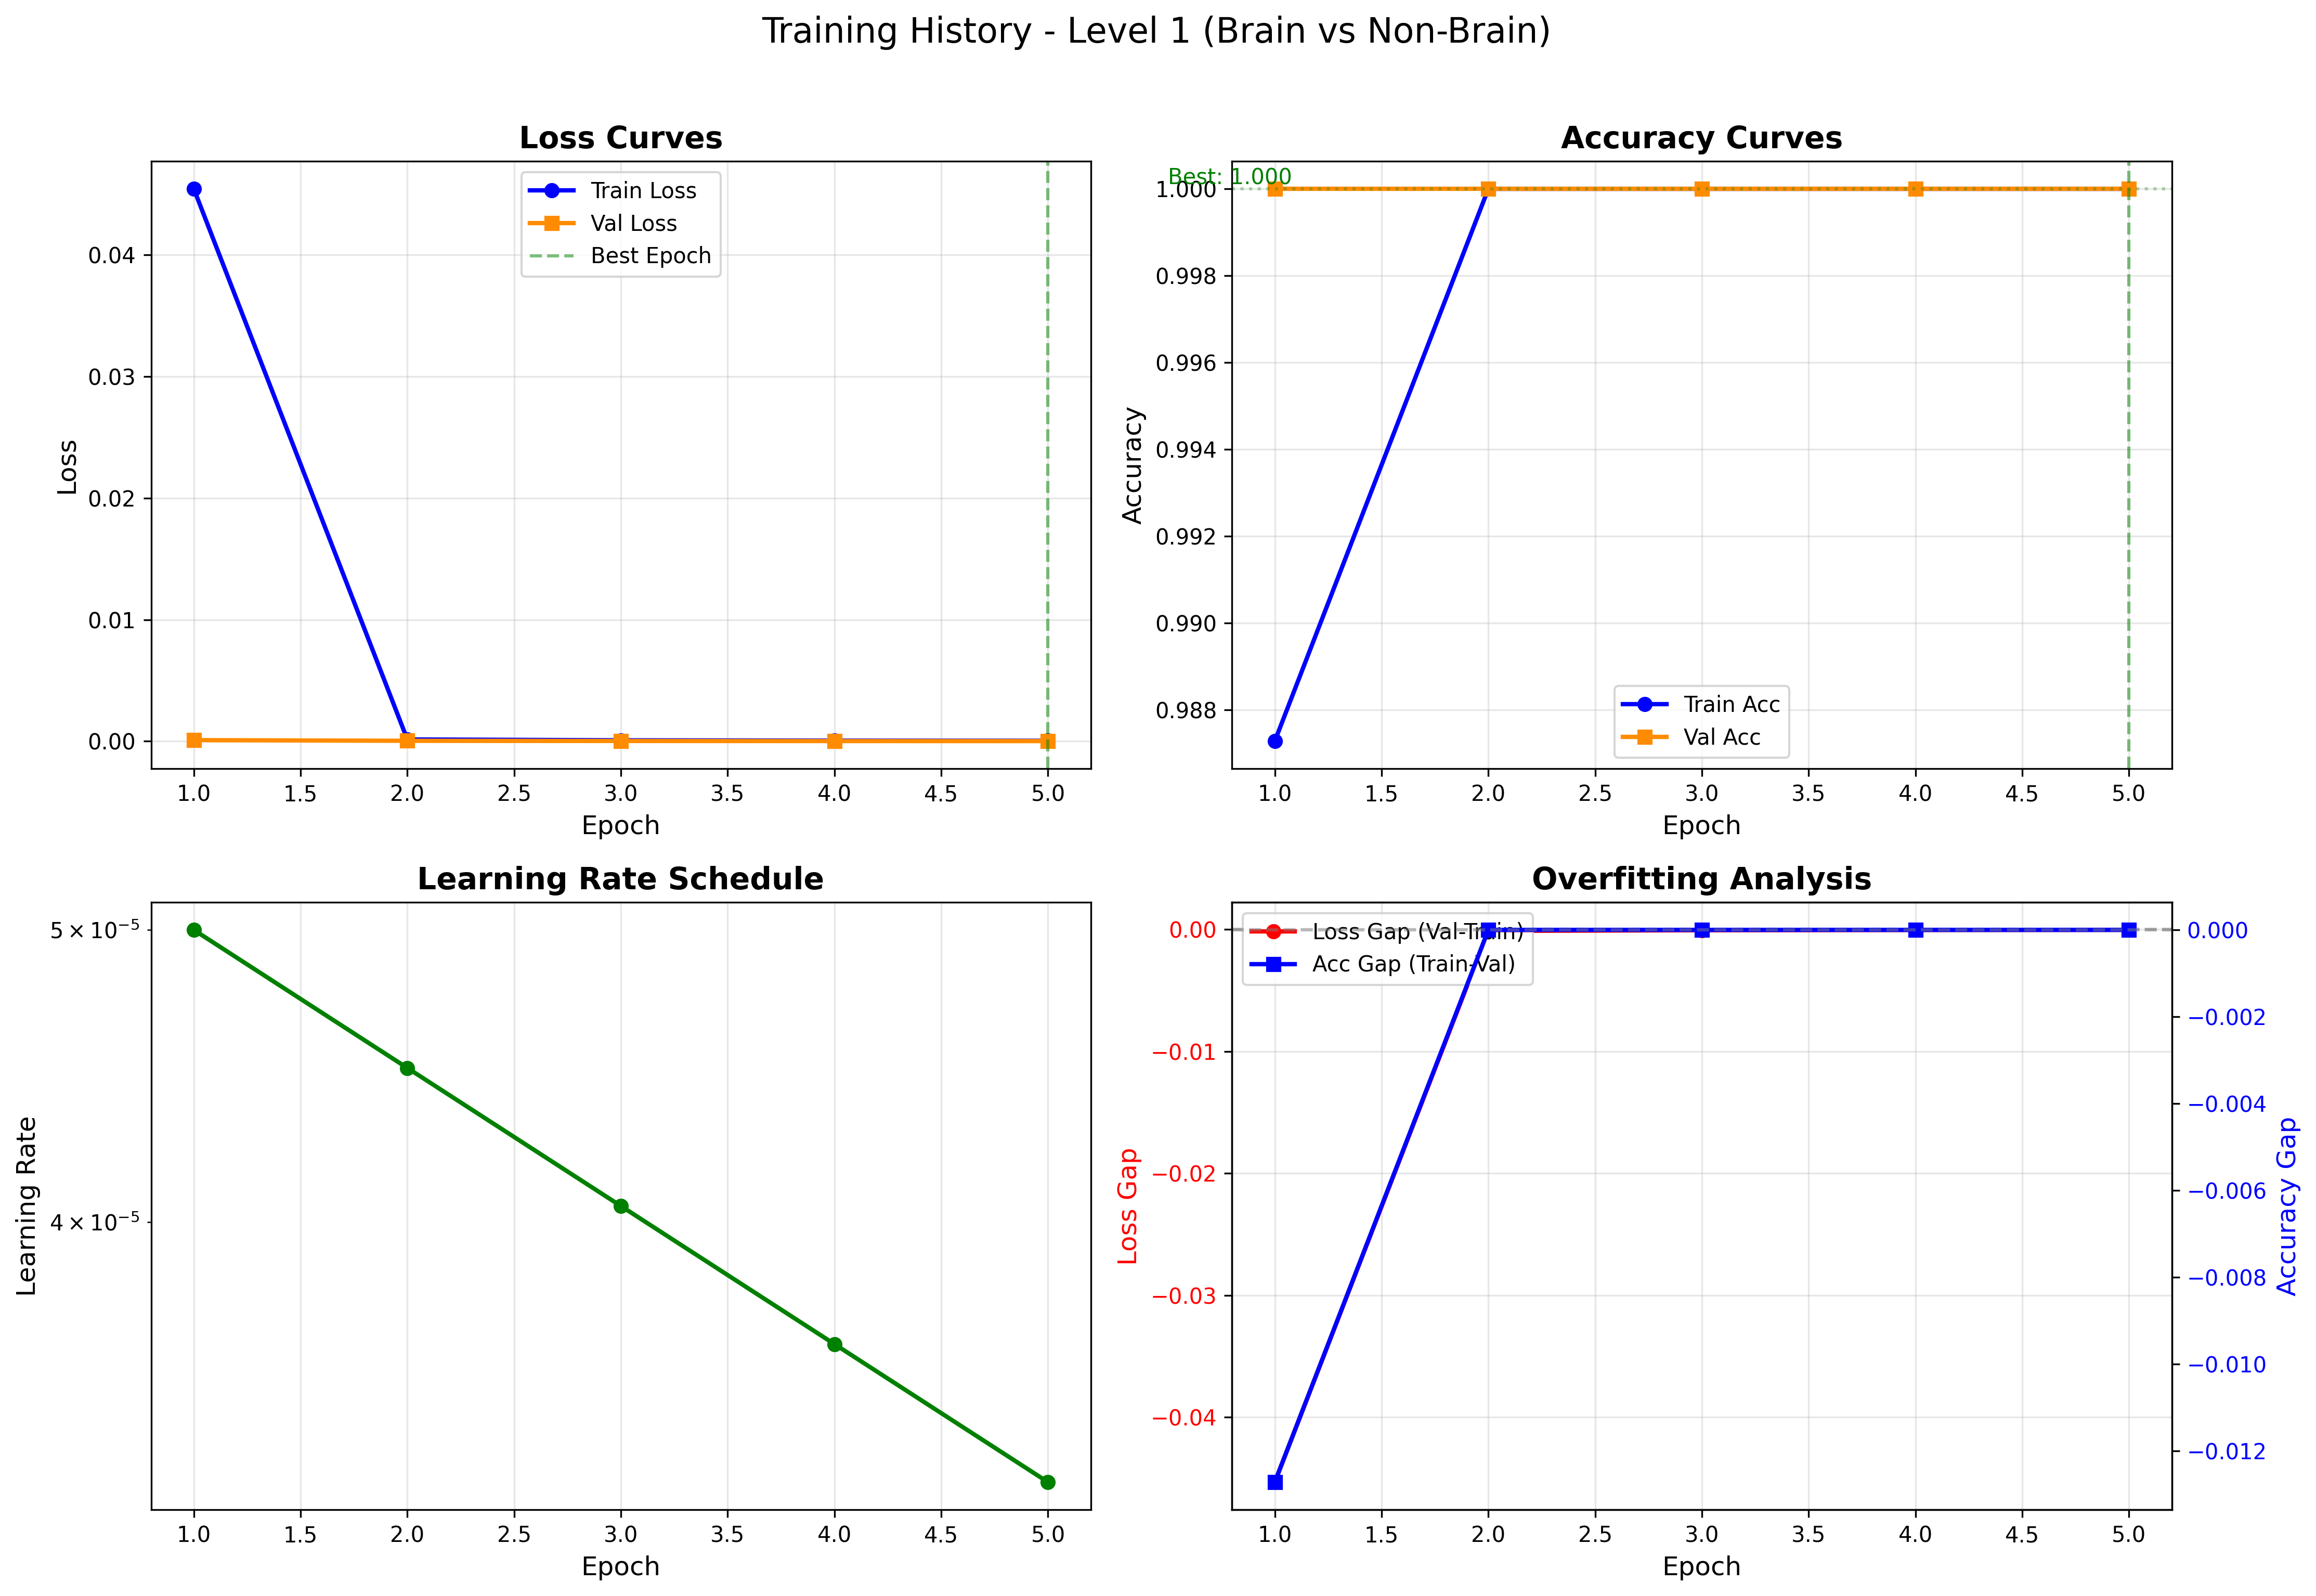 Training History - Level 1 (Brain vs Non-Brain)
Loss Curves
Loss
0.04
0.03
0.02
0.01
0.00
Train Loss
Val Loss
Best Epoch
1.0 1.5 2.0 2.5 3.0 3.5 4.0 4.5 5.0
Epoch
Accuracy Curves
Best: 1.000
Accuracy
1.000
0.998
0.996
0.994
0.992
0.990
0.988
Train Acc
Val Acc
1.0 1.5 2.0 2.5 3.0 3.5 4.0 4.5 5.0
Epoch
Learning Rate Schedule
Learning Rate
5 × 10⁻⁵
4 × 10⁻⁵
1.0 1.5 2.0 2.5 3.0 3.5 4.0 4.5 5.0
Epoch
Overfitting Analysis
Loss Gap
0.00
−0.01
−0.02
−0.03
−0.04
Loss Gap (Val-Train)
Acc Gap (Train-Val)
0.000
−0.002
−0.004
−0.006
−0.008
−0.010
−0.012
Accuracy Gap
1.0 1.5 2.0 2.5 3.0 3.5 4.0 4.5 5.0
Epoch